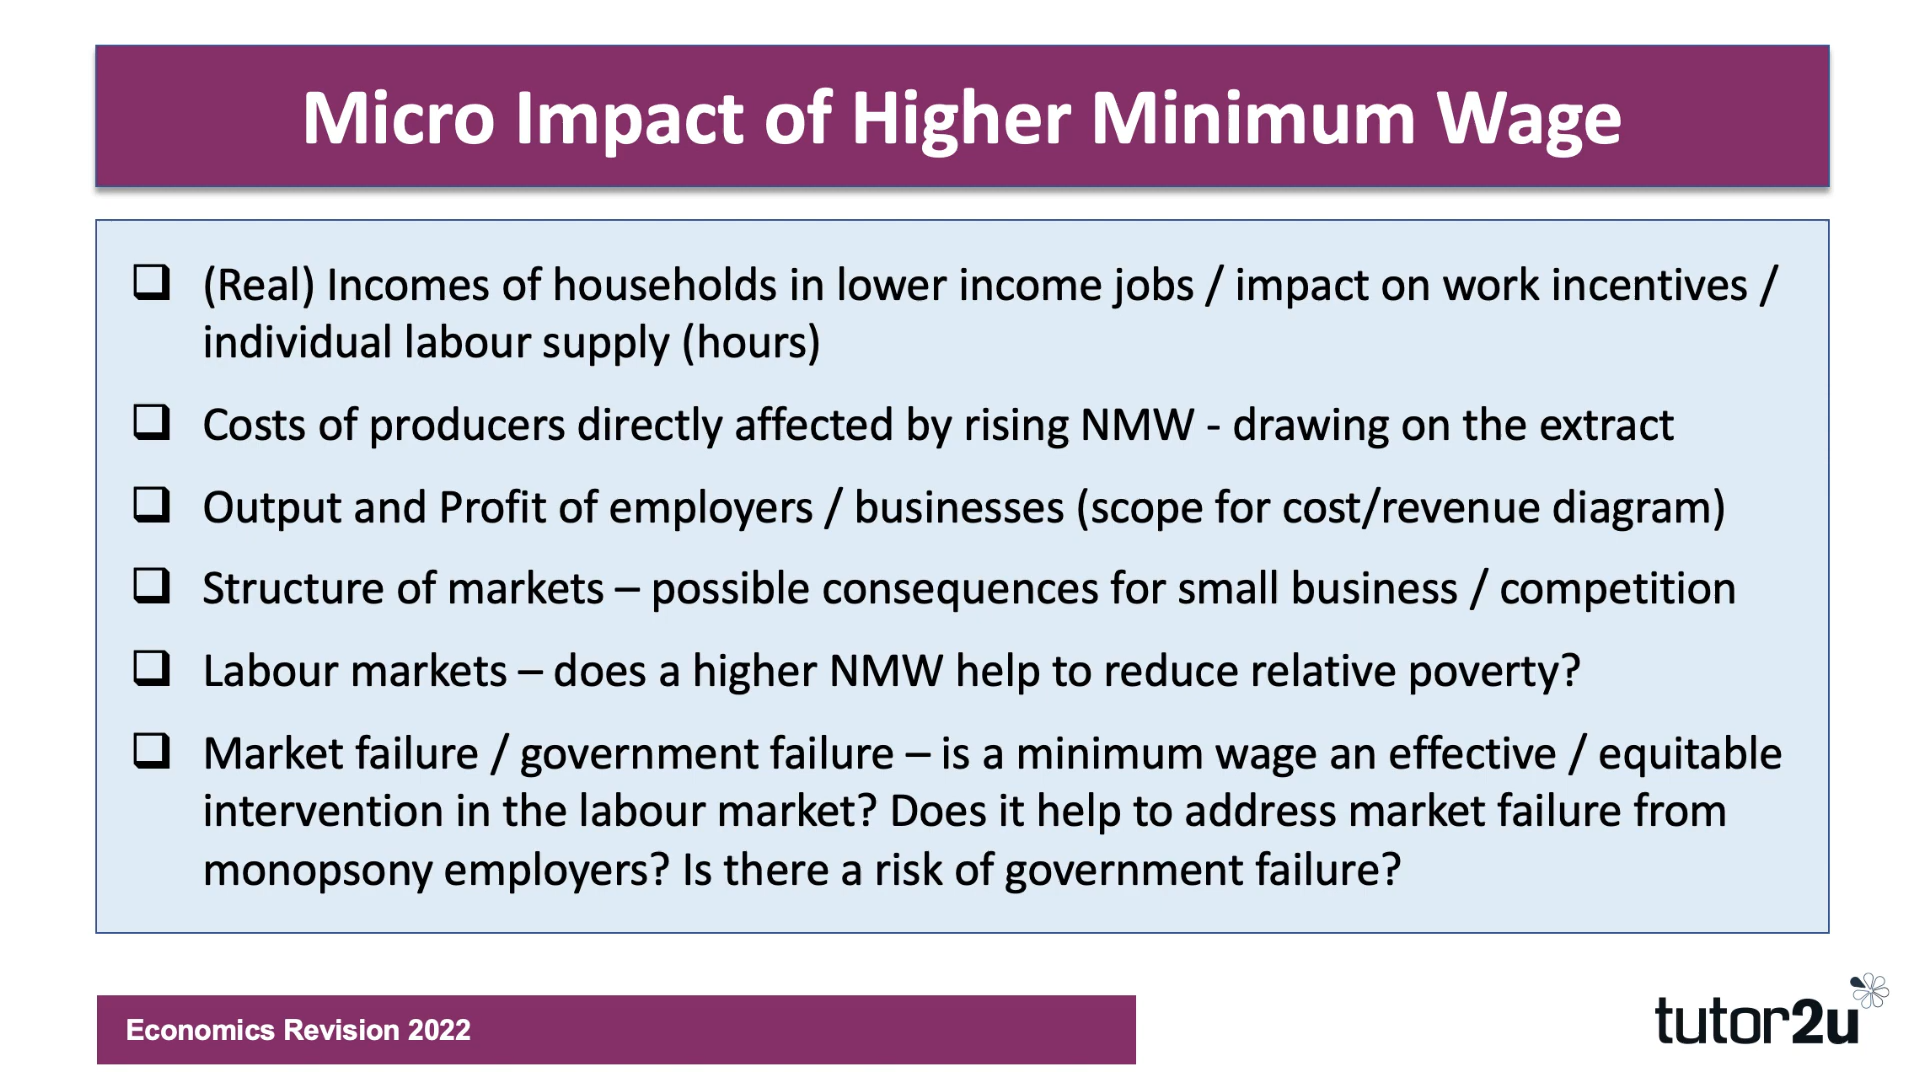 Micro Impact of Higher Minimum Wage
(Real) Incomes of households in lower income jobs / impact on work incentives /
individual labour supply (hours)
Costs of producers directly affected by rising NMW - drawing on the extract
Output and Profit of employers / businesses (scope for cost/revenue diagram)
Structure of markets – possible consequences for small business / competition
Labour markets – does a higher NMW help to reduce relative poverty?
Market failure / government failure – is a minimum wage an effective / equitable
intervention in the labour market? Does it help to address market failure from
monopsony employers? Is there a risk of government failure?
Economics Revision 2022
tutor2u